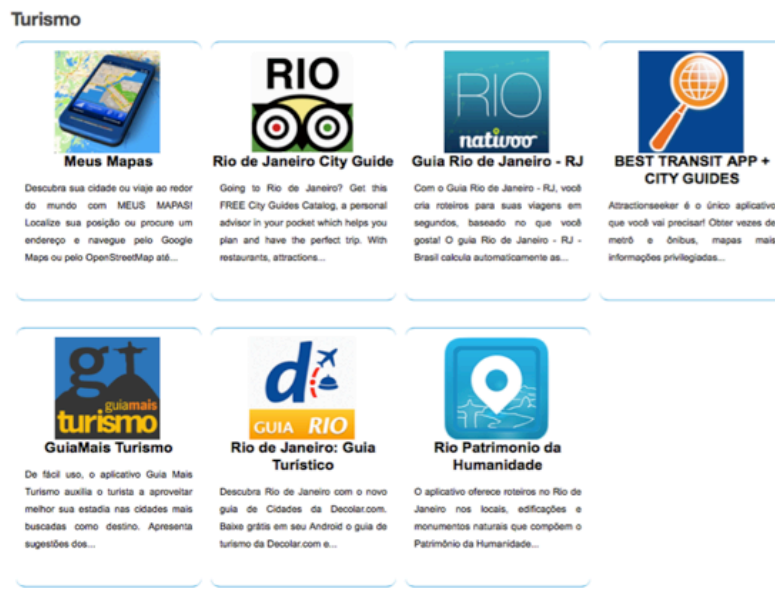 Turismo
Meus Mapas
Descubra sua cidade ou viaje ao redor
do mundo com MEUS MAPAS!
Localize sua posição ou procure um
endereço e navegue pelo Google
Maps ou pelo OpenStreetMap até...
RIO
Rio de Janeiro City Guide
Going to Rio de Janeiro? Get this
FREE City Guides Catalog, a personal
advisor in your pocket which helps you
plan and have the perfect trip. With
restaurants, attractions...
RIO
nativoo
Guia Rio de Janeiro - RJ
Com o Guia Rio de Janeiro - RJ, você
cria roteiros para suas viagens em
segundos, baseado no que você
gosta! O guia Rio de Janeiro - RJ -
Brasil calcula automaticamente as...
BEST TRANSIT APP +
CITY GUIDES
Attractionseeker é o único aplicativo
que você vai precisar! Obter vezes de
metrô e ônibus, mapas mais
informações privilegiadas...
gt
guiamais
turismo
GuiaMais Turismo
De fácil uso, o aplicativo Guia Mais
Turismo auxilia o turista a aproveitar
melhor sua estadia nas cidades mais
buscadas como destino. Apresenta
sugestões dos...
d
GUIA RIO
Rio de Janeiro: Guia
Turístico
Descubra Rio de Janeiro com o novo
guia de Cidades da Decolar.com.
Baixe grátis em seu Android o guia de
turismo da Decolar.com e...
Rio Patrimonio da
Humanidade
O aplicativo oferece roteiros no Rio de
Janeiro nos locais, edificações e
monumentos naturais que compõem o
Patrimônio da Humanidade...